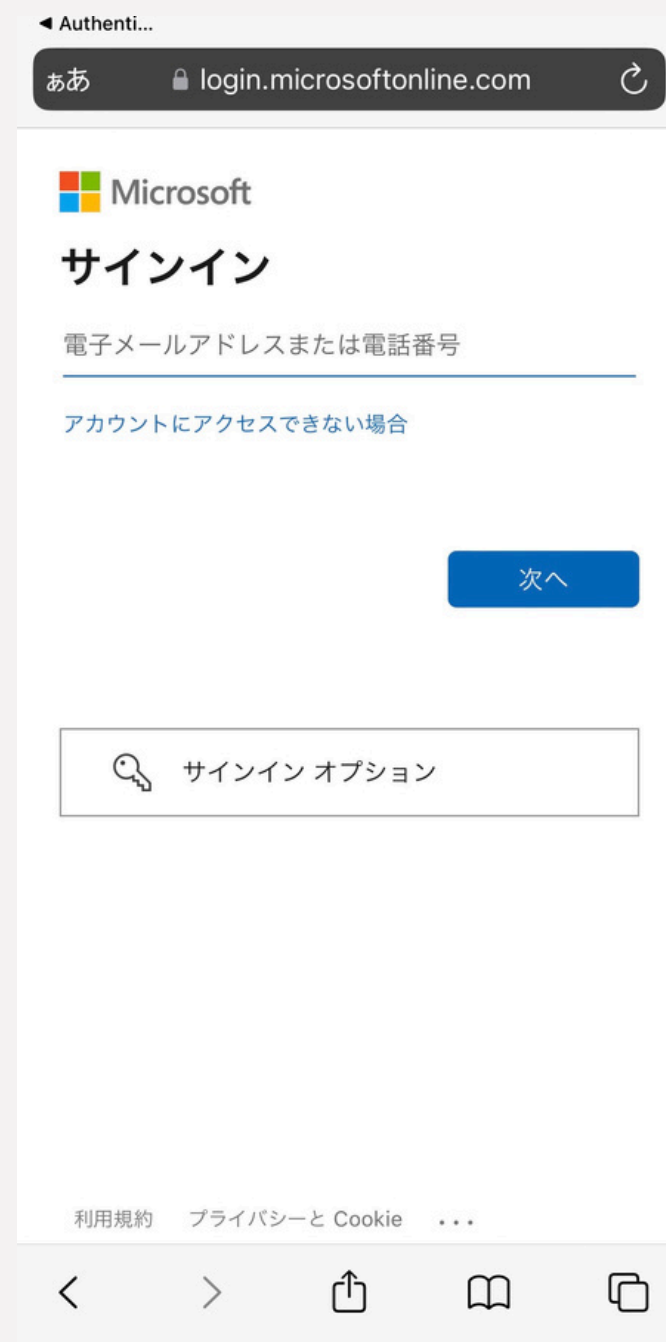 ◀ Authenti...
ぁあ login.microsoftonline.com
Microsoft
サインイン
電子メールアドレスまたは電話番号
アカウントにアクセスできない場合
次へ
サインイン オプション
利用規約 プライバシーと Cookie ...